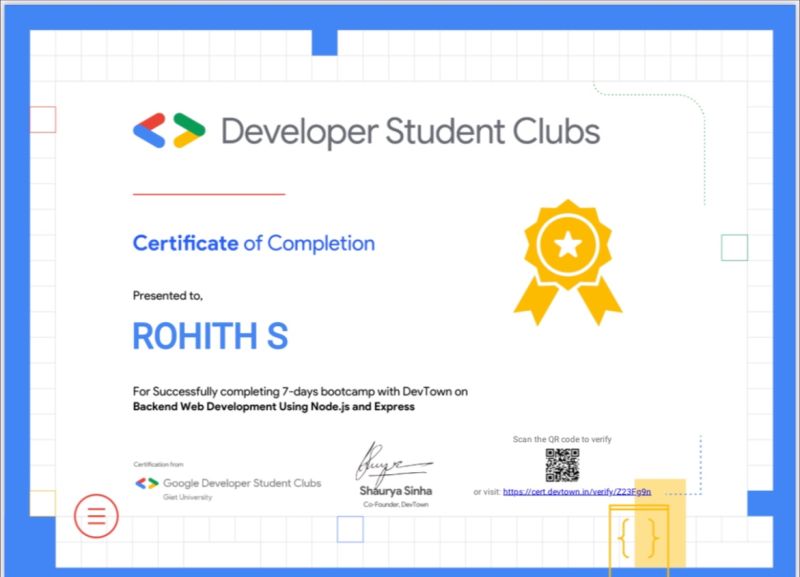 Developer Student Clubs
Certificate of Completion
Presented to,
ROHITH S
For Successfully completing 7-days bootcamp with DevTown on
Backend Web Development Using Node.js and Express
Scan the QR code to verify
Certification from
Google Developer Student Clubs
Giet University
Shaurya Sinha
Co-Founder, DevTown
or visit: https://cert.devtown.in/verify/Z23Fg9n
{ }